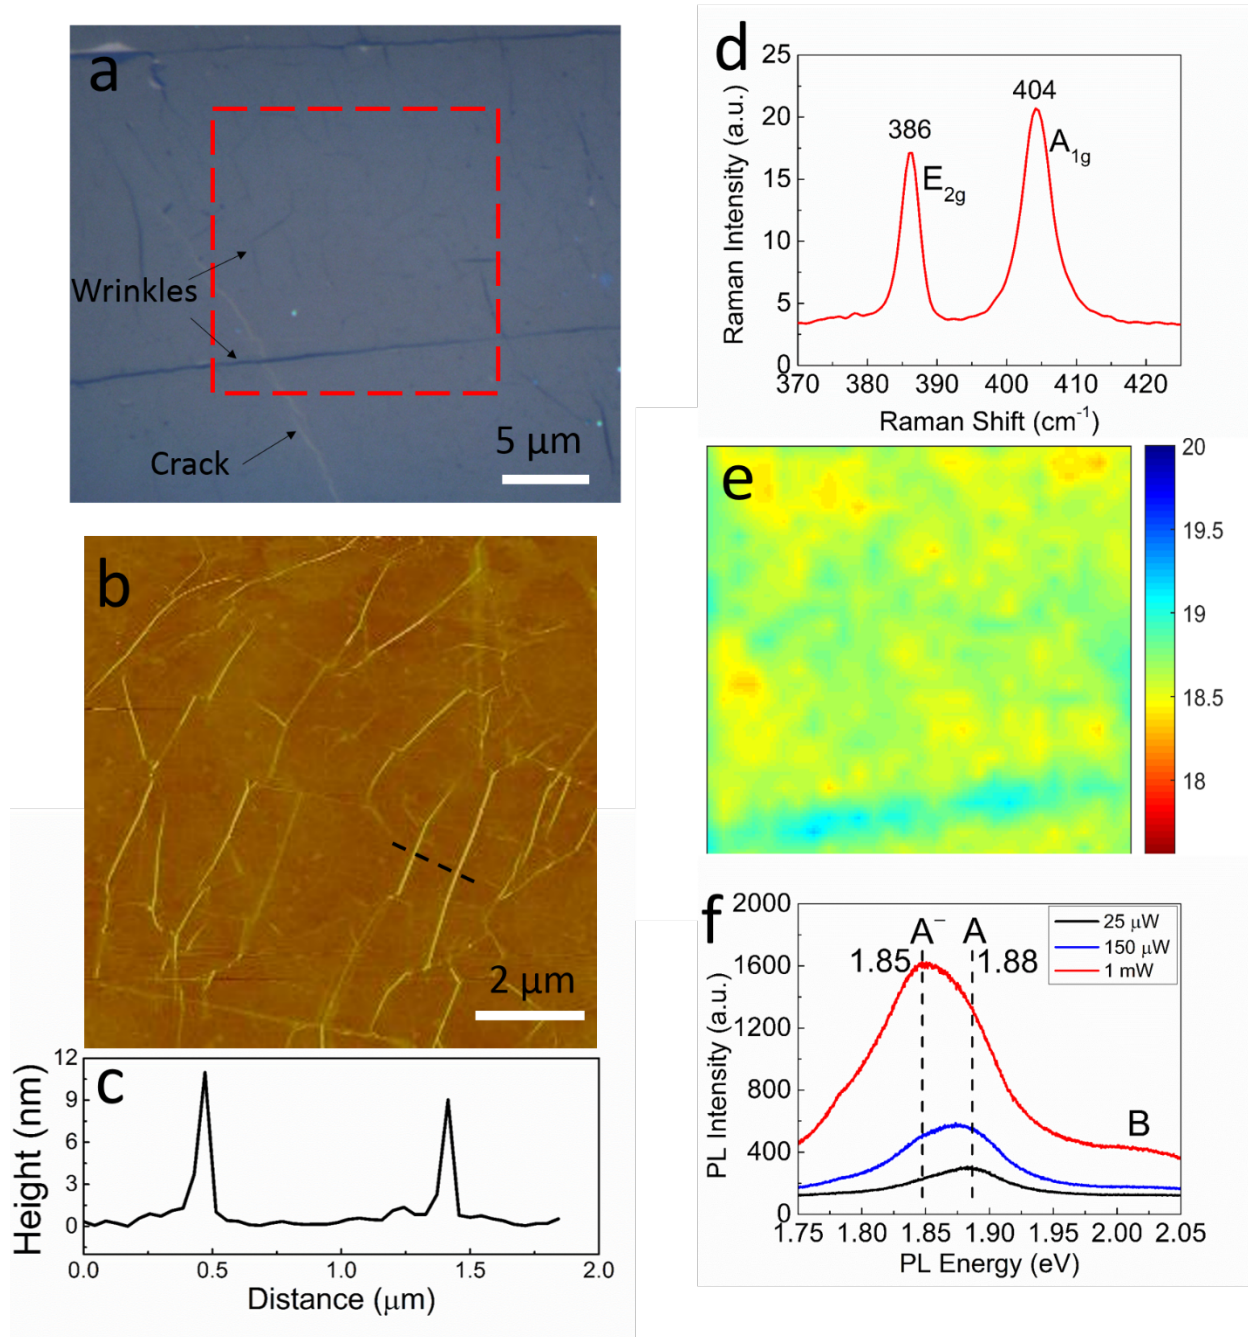 a
Wrinkles
Crack
5 μm
b
2 μm
c
Height (nm)
12
9
6
3
0
0.0 0.5 1.0 1.5 2.0
Distance (μm)
d
Raman Intensity (a.u.)
25
20
15
10
5
0
386
E2g
404
A1g
370 380 390 400 410 420
Raman Shift (cm-1)
e
20
19.5
19
18.5
18
f
PL Intensity (a.u.)
2000
1600
1200
800
400
0
A− A
1.85 1.88
B
25 μW
150 μW
1 mW
1.75 1.80 1.85 1.90 1.95 2.00 2.05
PL Energy (eV)